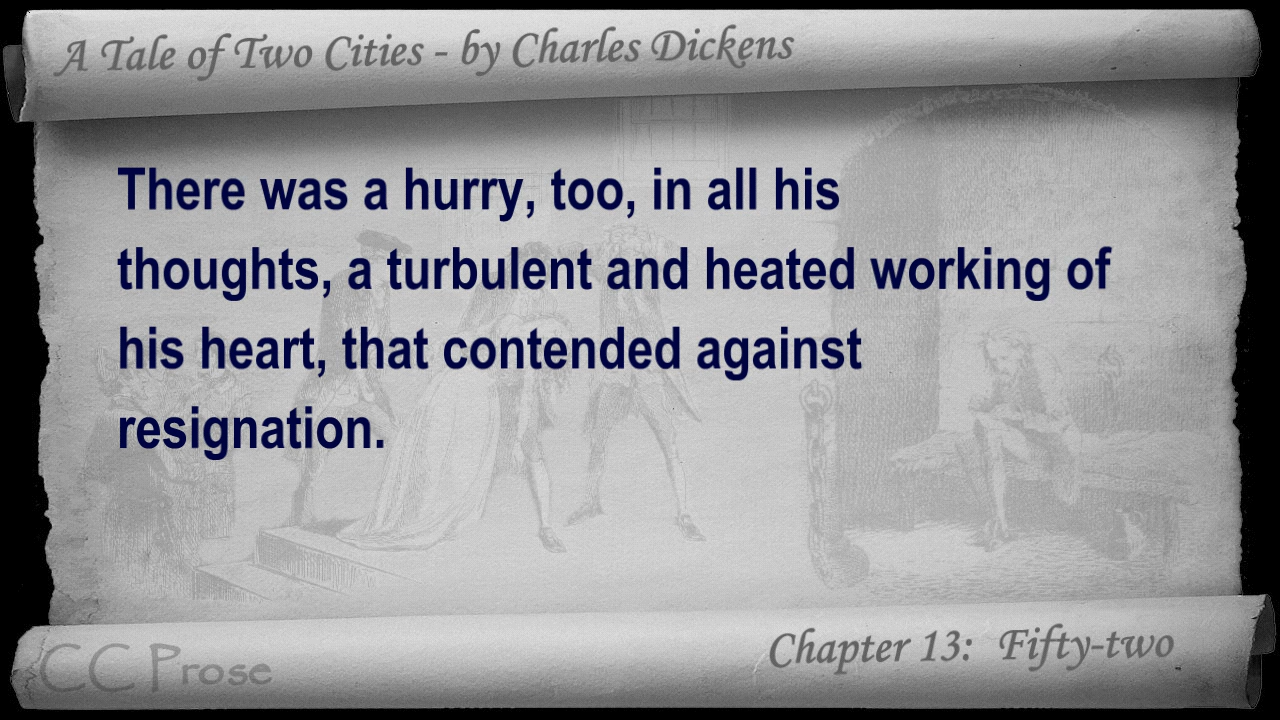 A Tale of Two Cities - by Charles Dickens
There was a hurry, too, in all his
thoughts, a turbulent and heated working of
his heart, that contended against
resignation.
CC Prose
Chapter 13: Fifty-two